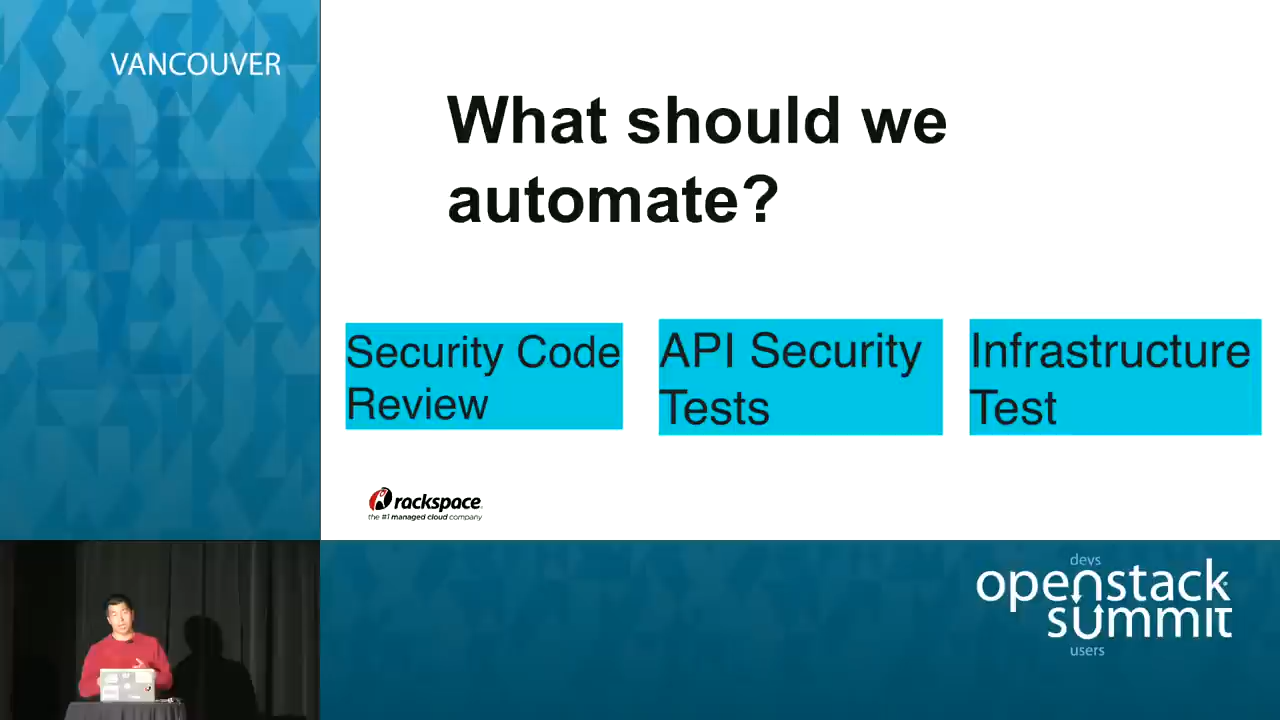 VANCOUVER
What should we
automate?
Security Code
Review
API Security
Tests
Infrastructure
Test
rackspace
the #1 managed cloud company
devs
openstack
summit
users